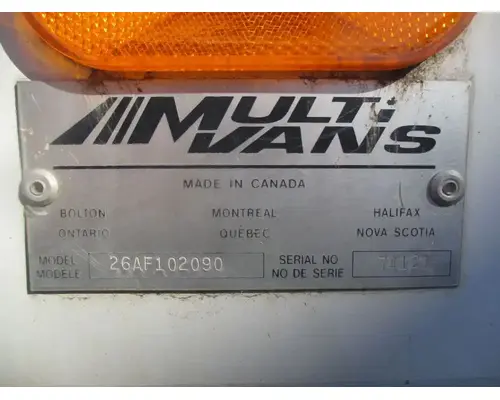 MULTI
VANS
MADE IN CANADA
BOLTON MONTREAL HALIFAX
ONTARIO QUÉBEC NOVA SCOTIA
MODEL 26AF102090 SERIAL NO
MODÈLE NO DE SERIE